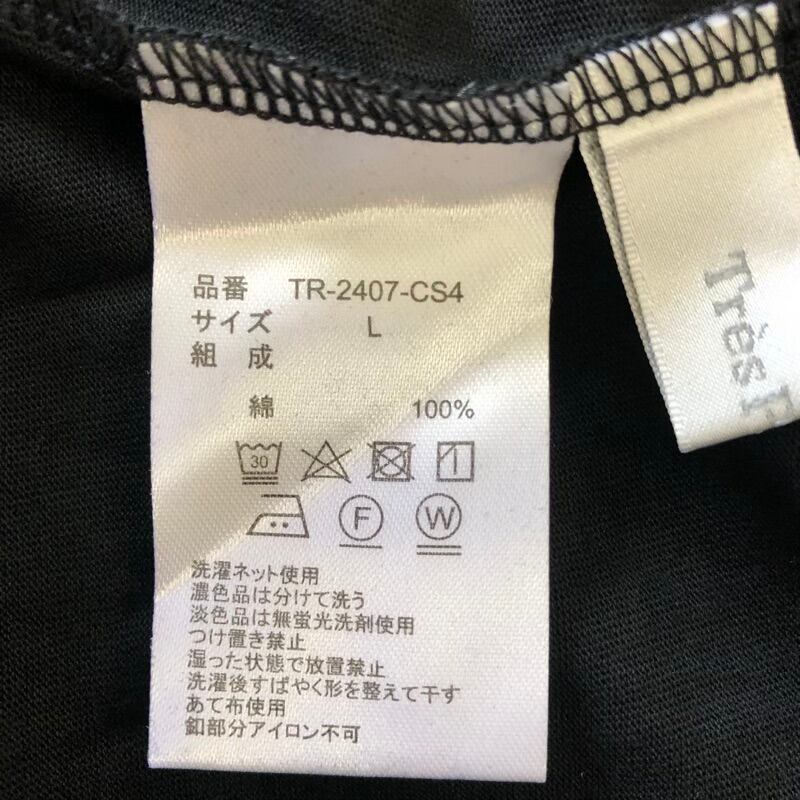 品番 TR-2407-CS4
サイズ L
組成
綿 100%
30
F W
洗濯ネット使用
濃色品は分けて洗う
淡色品は無蛍光洗剤使用
つけ置き禁止
湿った状態で放置禁止
洗濯後すばやく形を整えて干す
あて布使用
釦部分アイロン不可
Très